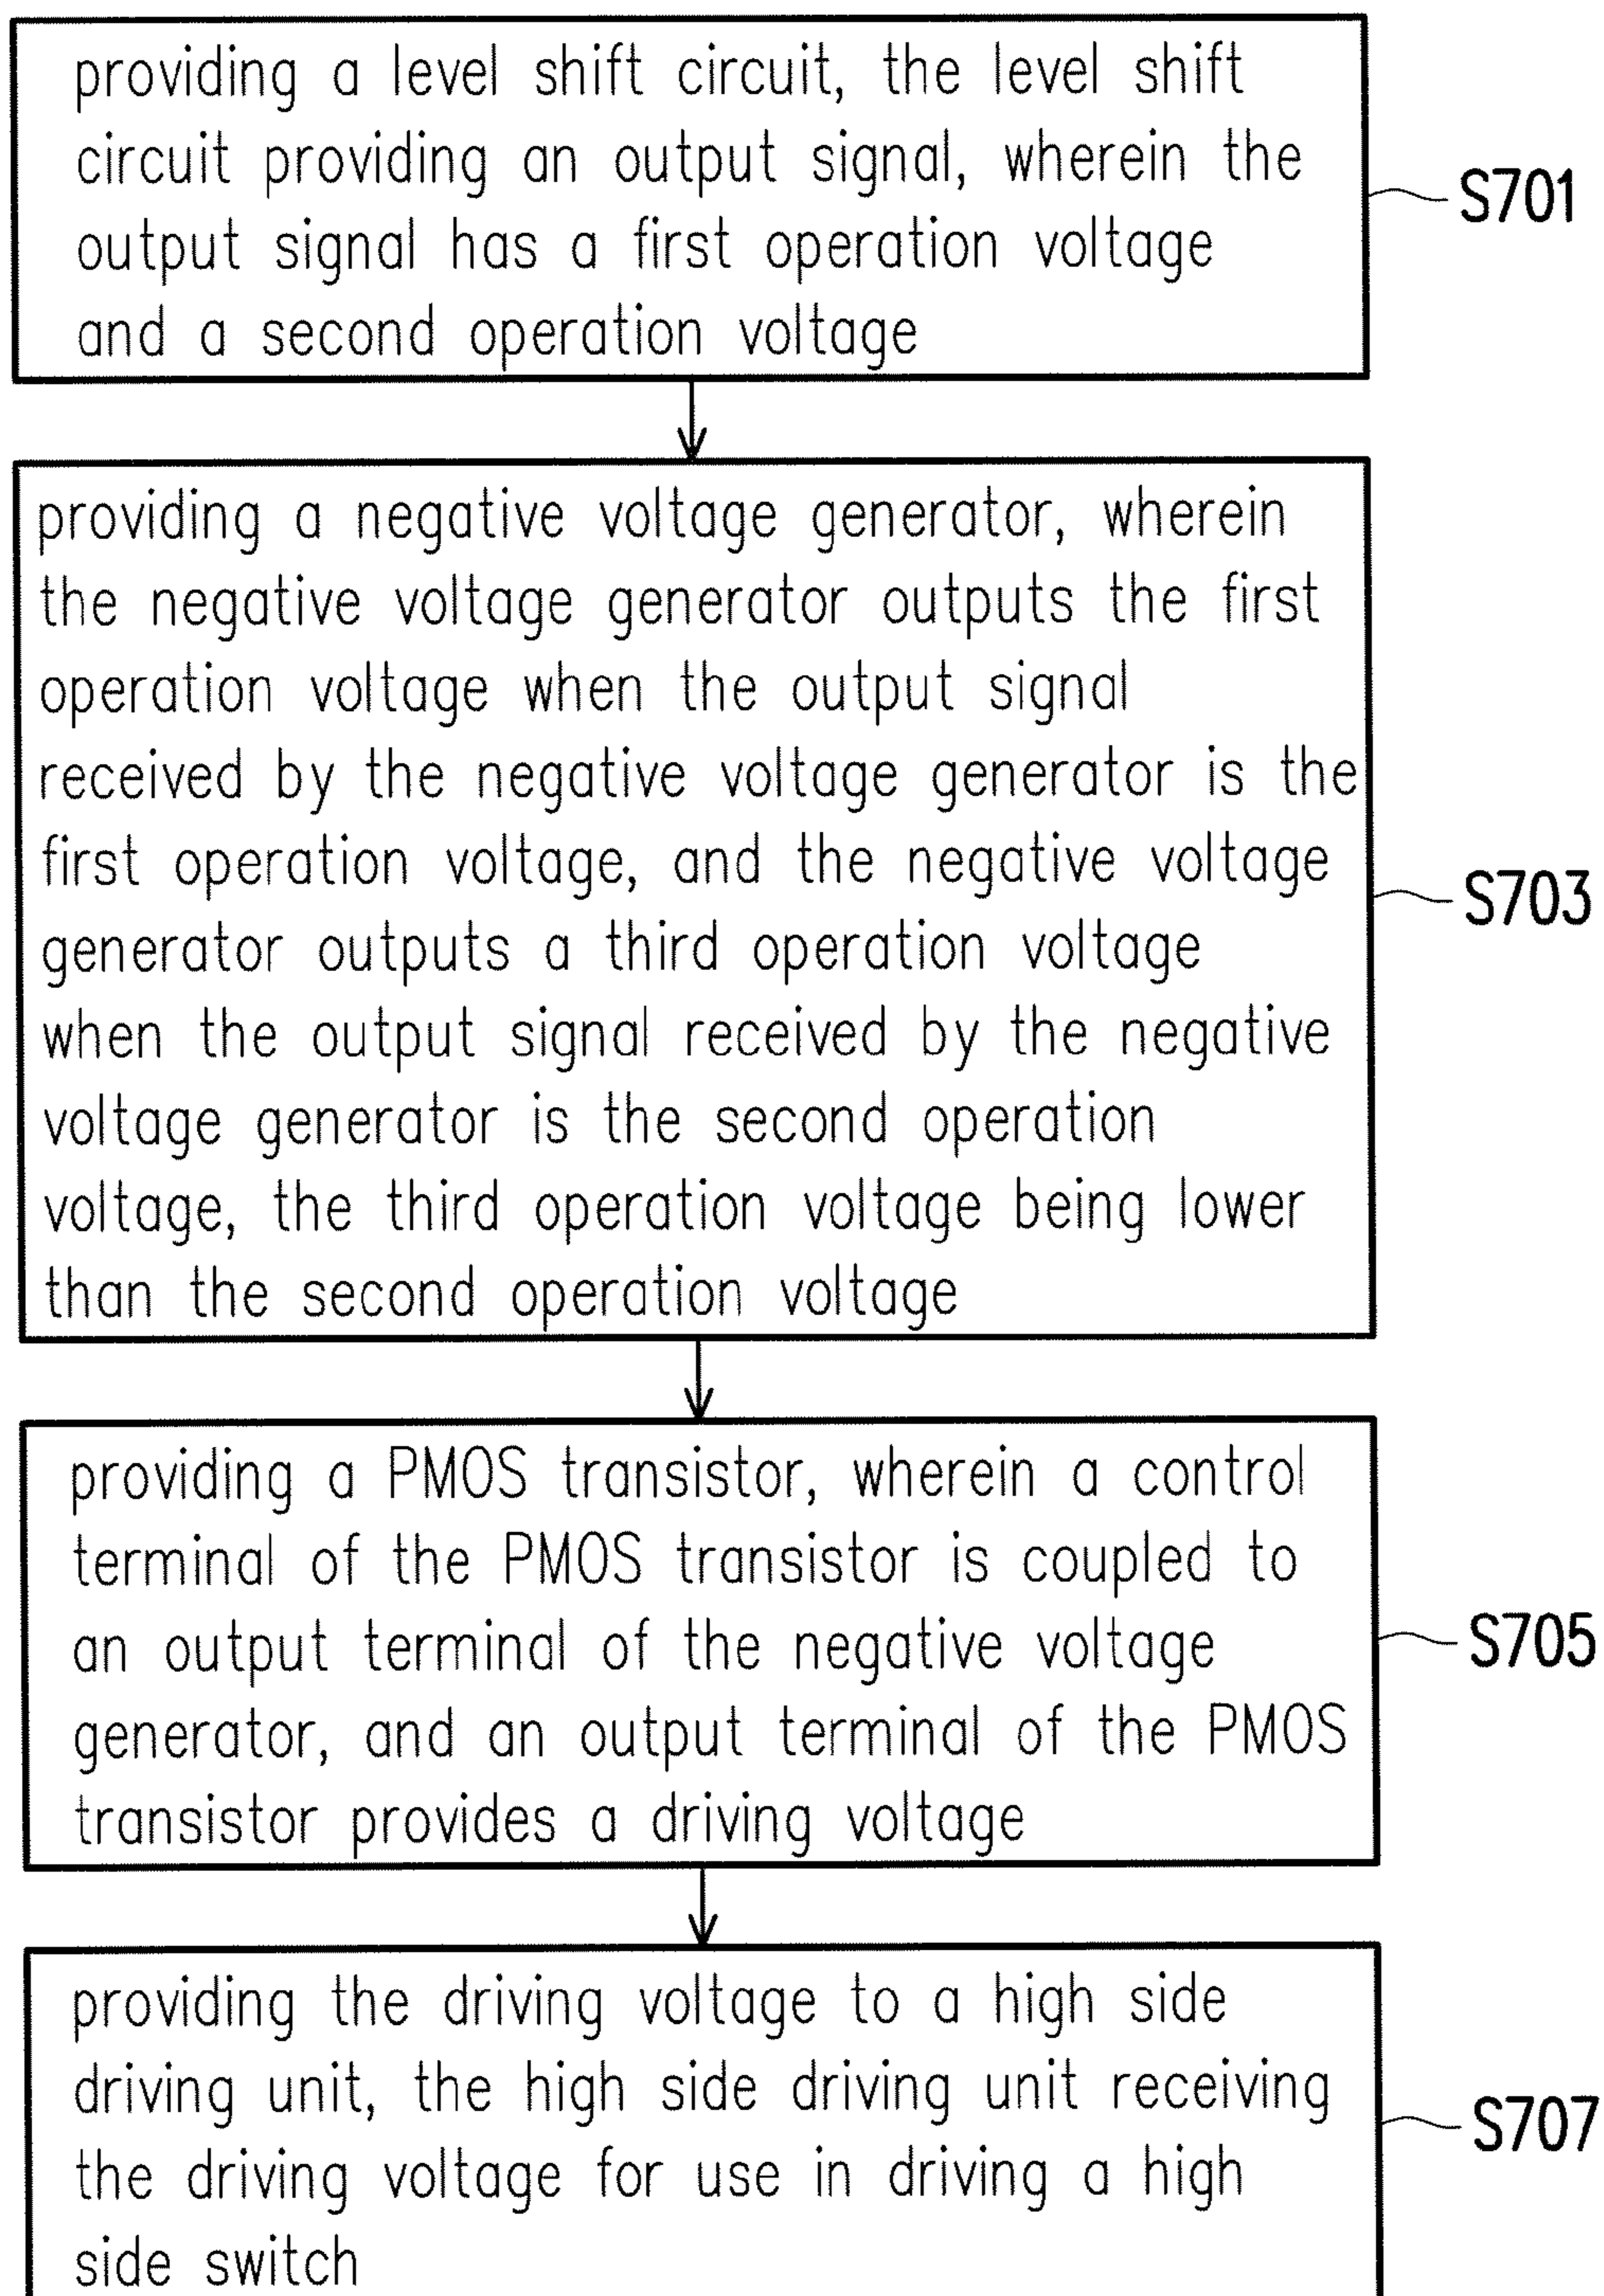 providing a level shift circuit, the level shift
circuit providing an output signal, wherein the
output signal has a first operation voltage
and a second operation voltage
S701
providing a negative voltage generator, wherein
the negative voltage generator outputs the first
operation voltage when the output signal
received by the negative voltage generator is the
first operation voltage, and the negative voltage
generator outputs a third operation voltage
when the output signal received by the negative
voltage generator is the second operation
voltage, the third operation voltage being lower
than the second operation voltage
S703
providing a PMOS transistor, wherein a control
terminal of the PMOS transistor is coupled to
an output terminal of the negative voltage
generator, and an output terminal of the PMOS
transistor provides a driving voltage
S705
providing the driving voltage to a high side
driving unit, the high side driving unit receiving
the driving voltage for use in driving a high
side switch
S707